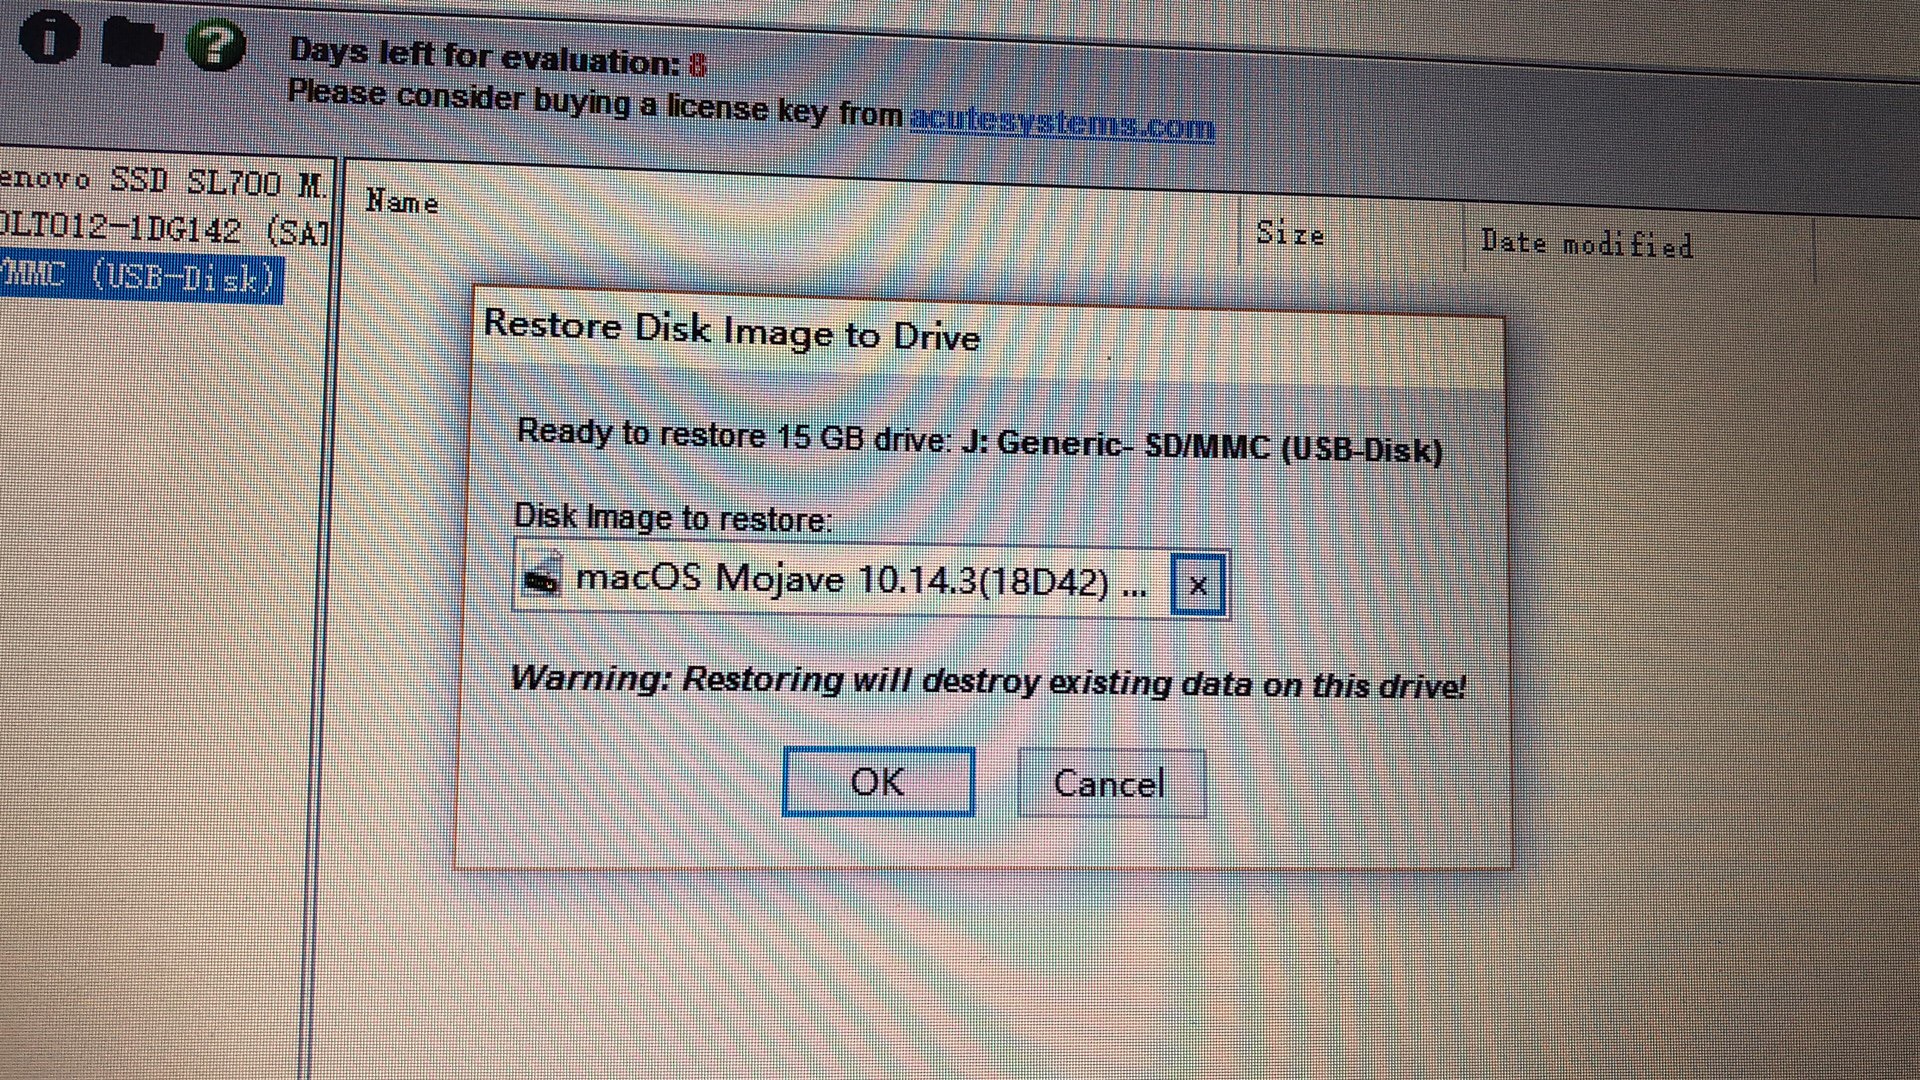 Days left for evaluation: 8
Please consider buying a license key from acutesystems.com
enovo SSD SL700 M.
0LT012-1DG142 (SAT
/MMC (USB-Disk)
Name Size Date modified
Restore Disk Image to Drive
Ready to restore 15 GB drive: J: Generic- SD/MMC (USB-Disk)
Disk Image to restore:
macOS Mojave 10.14.3(18D42) ... x
Warning: Restoring will destroy existing data on this drive!
OK Cancel